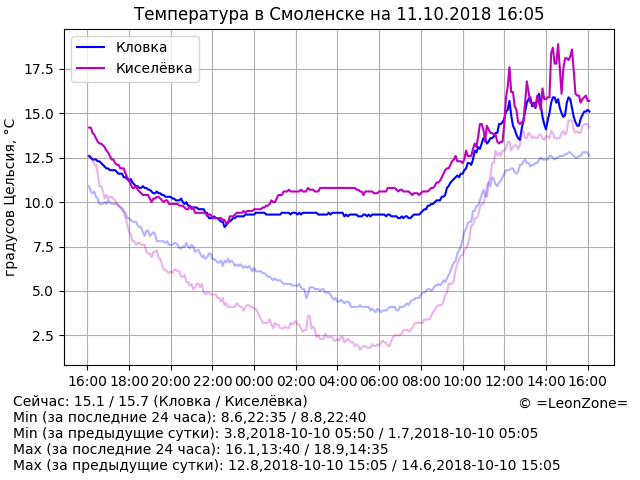 Температура в Смоленске на 11.10.2018 16:05
Кловка
Киселёвка
градусов Цельсия, °C
17.5
15.0
12.5
10.0
7.5
5.0
2.5
16:00 18:00 20:00 22:00 00:00 02:00 04:00 06:00 08:00 10:00 12:00 14:00 16:00
Сейчас: 15.1 / 15.7 (Кловка / Киселёвка)
© =LeonZone=
Min (за последние 24 часа): 8.6,22:35 / 8.8,22:40
Min (за предыдущие сутки): 3.8,2018-10-10 05:50 / 1.7,2018-10-10 05:05
Max (за последние 24 часа): 16.1,13:40 / 18.9,14:35
Max (за предыдущие сутки): 12.8,2018-10-10 15:05 / 14.6,2018-10-10 15:05